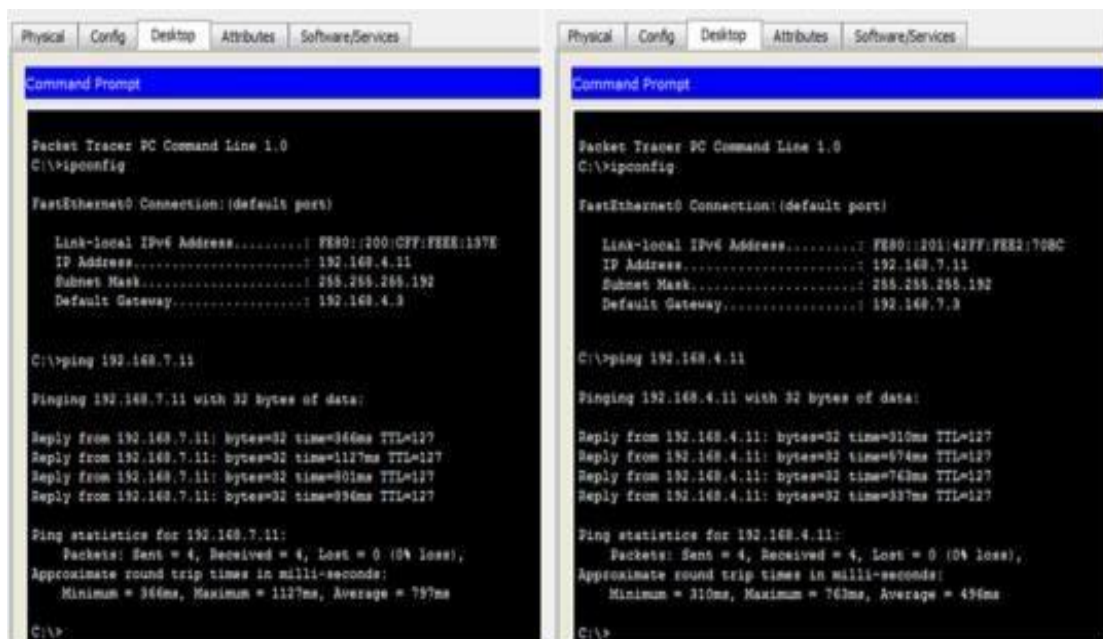 Physical Config Desktop Attributes Software/Services
Command Prompt
Packet Tracer PC Command Line 1.0
C:\>ipconfig
FastEthernet0 Connection:(default port)
Link-local IPv6 Address.........: FE80::200:CFF:FEEE:137E
IP Address......................: 192.168.4.11
Subnet Mask.....................: 255.255.255.192
Default Gateway.................: 192.168.4.3
C:\>ping 192.168.7.11
Pinging 192.168.7.11 with 32 bytes of data:
Reply from 192.168.7.11: bytes=32 time=366ms TTL=127
Reply from 192.168.7.11: bytes=32 time=1127ms TTL=127
Reply from 192.168.7.11: bytes=32 time=801ms TTL=127
Reply from 192.168.7.11: bytes=32 time=896ms TTL=127
Ping statistics for 192.168.7.11:
Packets: Sent = 4, Received = 4, Lost = 0 (0% loss),
Approximate round trip times in milli-seconds:
Minimum = 366ms, Maximum = 1127ms, Average = 797ms
C:\>
Physical Config Desktop Attributes Software/Services
Command Prompt
Packet Tracer PC Command Line 1.0
C:\>ipconfig
FastEthernet0 Connection:(default port)
Link-local IPv6 Address.........: FE80::201:42FF:FEE2:70BC
IP Address......................: 192.168.7.11
Subnet Mask.....................: 255.255.255.192
Default Gateway.................: 192.168.7.3
C:\>ping 192.168.4.11
Pinging 192.168.4.11 with 32 bytes of data:
Reply from 192.168.4.11: bytes=32 time=310ms TTL=127
Reply from 192.168.4.11: bytes=32 time=574ms TTL=127
Reply from 192.168.4.11: bytes=32 time=763ms TTL=127
Reply from 192.168.4.11: bytes=32 time=337ms TTL=127
Ping statistics for 192.168.4.11:
Packets: Sent = 4, Received = 4, Lost = 0 (0% loss),
Approximate round trip times in milli-seconds:
Minimum = 310ms, Maximum = 763ms, Average = 496ms
C:\>